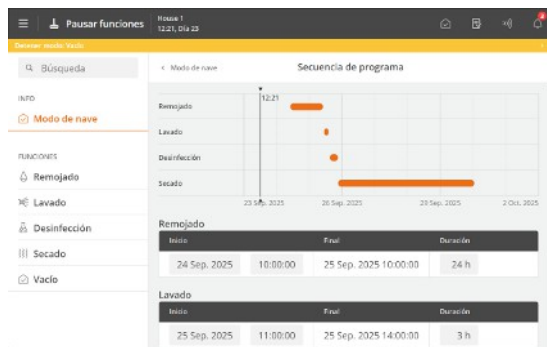 Pausar funciones
House 1
12:21, Día 23
2
Detener modo: Vacío
Búsqueda
INFO
Modo de nave
FUNCIONES
Remojado
Lavado
Desinfección
Secado
Vacío
Modo de nave
Secuencia de programa
12:21
Remojado
Lavado
Desinfección
Secado
23 Sep. 2025 26 Sep. 2025 29 Sep. 2025 2 Oct. 2025
Remojado
Inicio Final Duración
24 Sep. 2025 10:00:00 25 Sep. 2025 10:00:00 24 h
Lavado
Inicio Final Duración
25 Sep. 2025 11:00:00 25 Sep. 2025 14:00:00 3 h